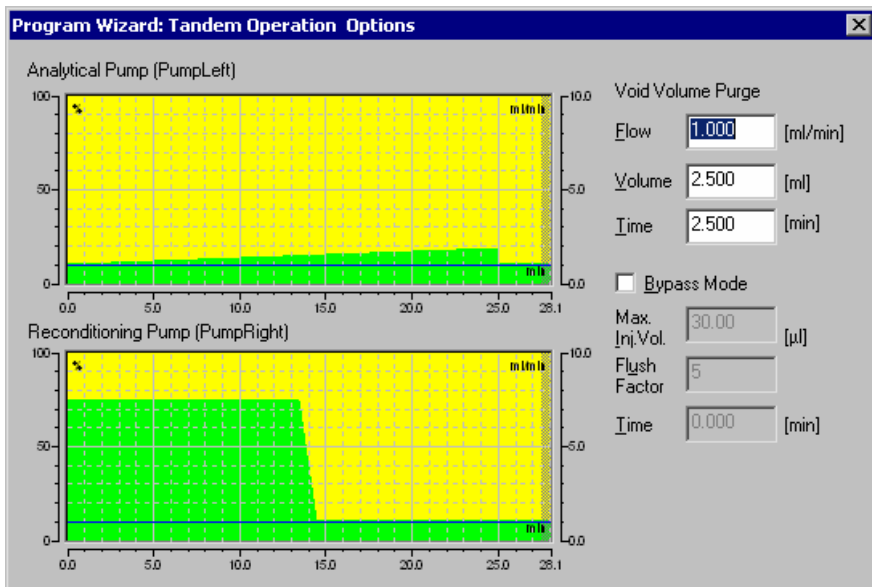 Program Wizard: Tandem Operation Options
Analytical Pump (PumpLeft)
100
%
ml/min
10.0
50
5.0
0
min
0.0
0.0 5.0 10.0 15.0 20.0 25.0 28.1
Reconditioning Pump (PumpRight)
100
%
ml/min
10.0
50
5.0
0
min
0.0
0.0 5.0 10.0 15.0 20.0 25.0 28.1
Void Volume Purge
Flow 1.000 [ml/min]
Volume 2.500 [ml]
Time 2.500 [min]
Bypass Mode
Max.
Inj.Vol. 30.00 [µl]
Flush
Factor 5
Time 0.000 [min]